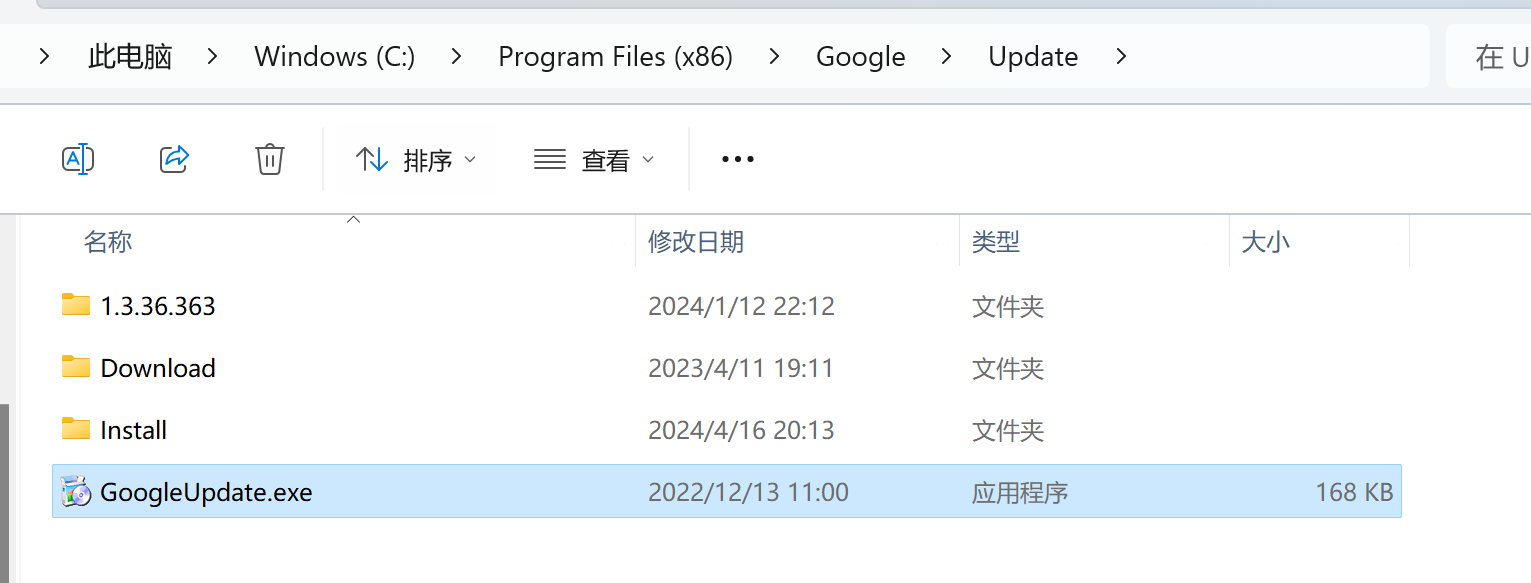 此电脑 Windows (C:) Program Files (x86) Google Update 在 U
排序 查看
名称 修改日期 类型 大小
1.3.36.363 2024/1/12 22:12 文件夹
Download 2023/4/11 19:11 文件夹
Install 2024/4/16 20:13 文件夹
GoogleUpdate.exe 2022/12/13 11:00 应用程序 168 KB